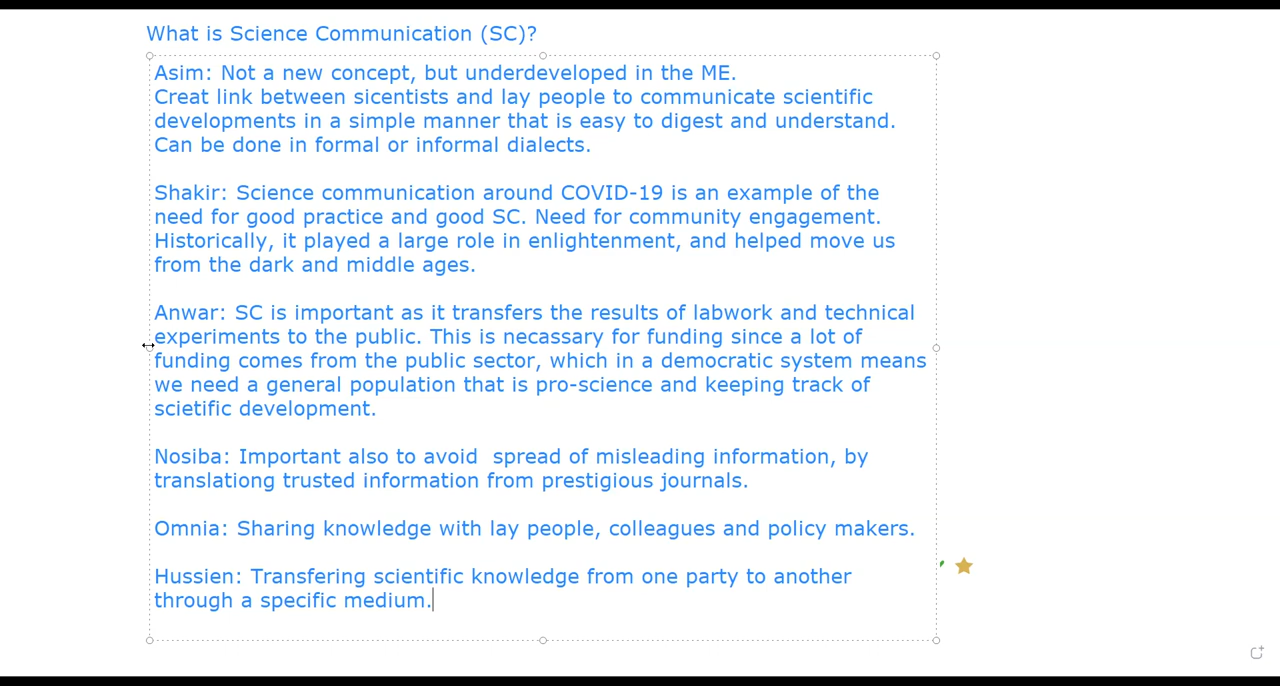 What is Science Communication (SC)?
Asim: Not a new concept, but underdeveloped in the ME.
Creat link between sicentists and lay people to communicate scientific
developments in a simple manner that is easy to digest and understand.
Can be done in formal or informal dialects.
Shakir: Science communication around COVID-19 is an example of the
need for good practice and good SC. Need for community engagement.
Historically, it played a large role in enlightenment, and helped move us
from the dark and middle ages.
Anwar: SC is important as it transfers the results of labwork and technical
experiments to the public. This is necassary for funding since a lot of
funding comes from the public sector, which in a democratic system means
we need a general population that is pro-science and keeping track of
scietific development.
Nosiba: Important also to avoid  spread of misleading information, by
translationg trusted information from prestigious journals.
Omnia: Sharing knowledge with lay people, colleagues and policy makers.
Hussien: Transfering scientific knowledge from one party to another
through a specific medium.